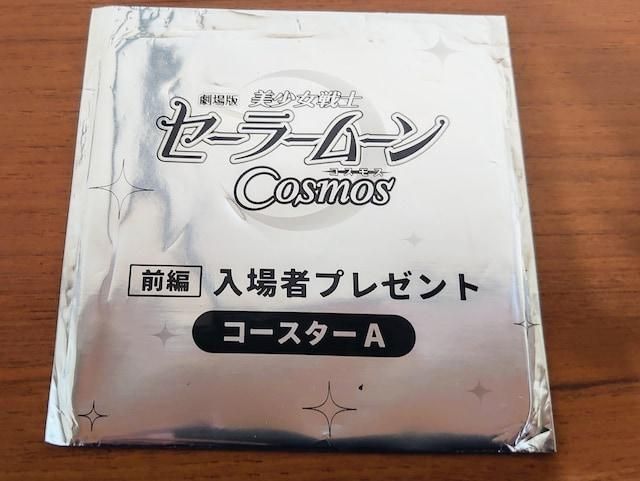 劇場版 美少女戦士
セーラームーン
コスモス
Cosmos
前編 入場者プレゼント
コースターA